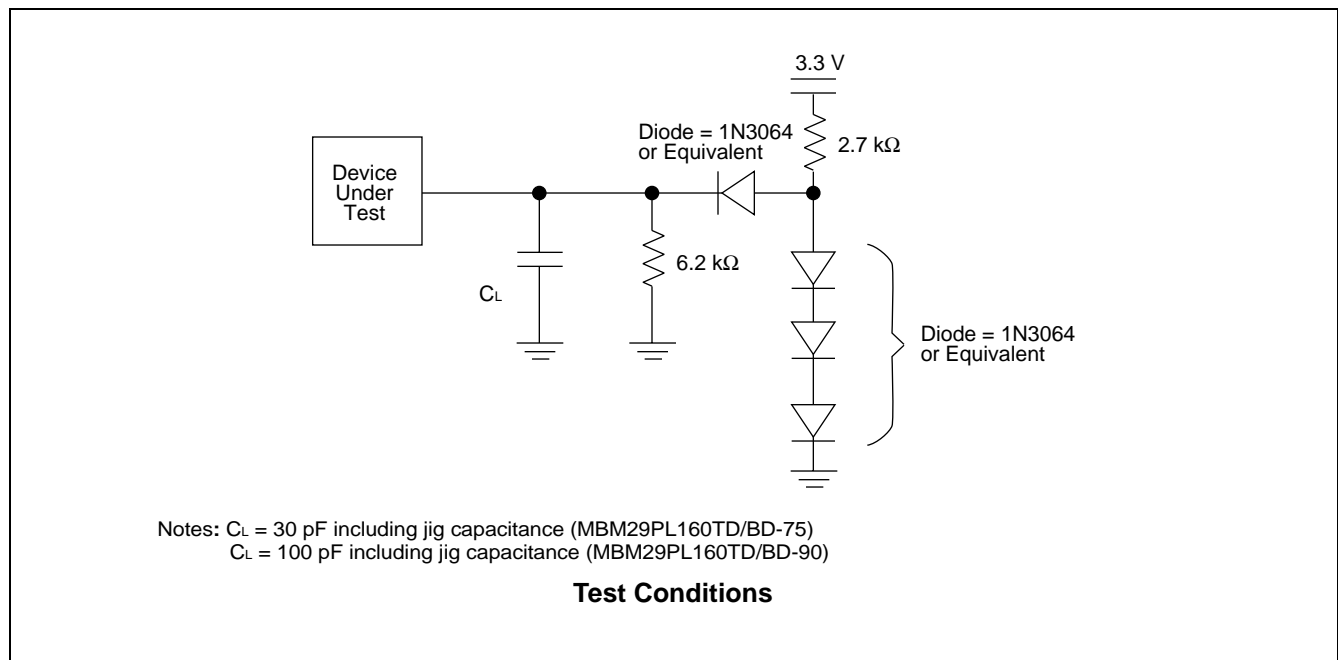 3.3 V
Diode = 1N3064
or Equivalent
2.7 kΩ
Device
Under
Test
6.2 kΩ
CL
Diode = 1N3064
or Equivalent
Notes: CL = 30 pF including jig capacitance (MBM29PL160TD/BD-75)
CL = 100 pF including jig capacitance (MBM29PL160TD/BD-90)
Test Conditions